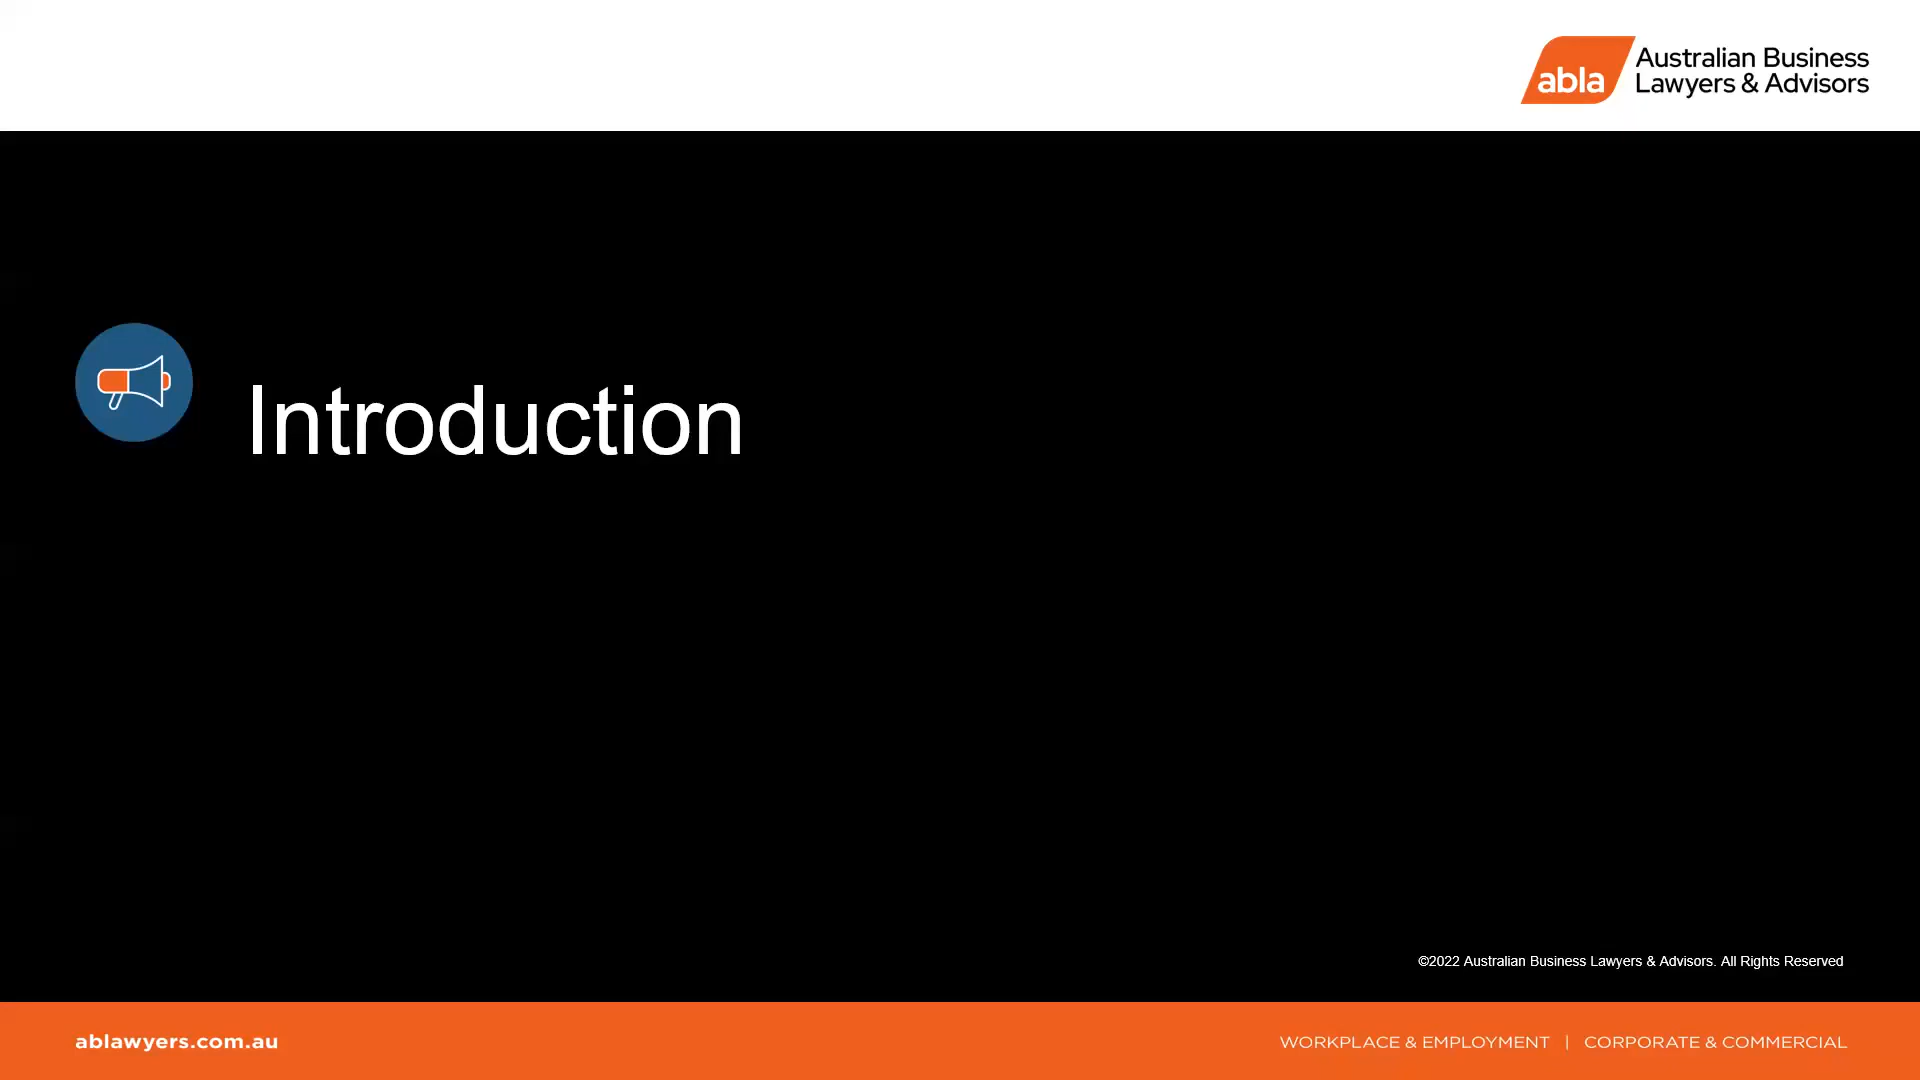 abla
Australian Business
Lawyers & Advisors
Introduction
©2022 Australian Business Lawyers & Advisors. All Rights Reserved
ablawyers.com.au
WORKPLACE & EMPLOYMENT | CORPORATE & COMMERCIAL